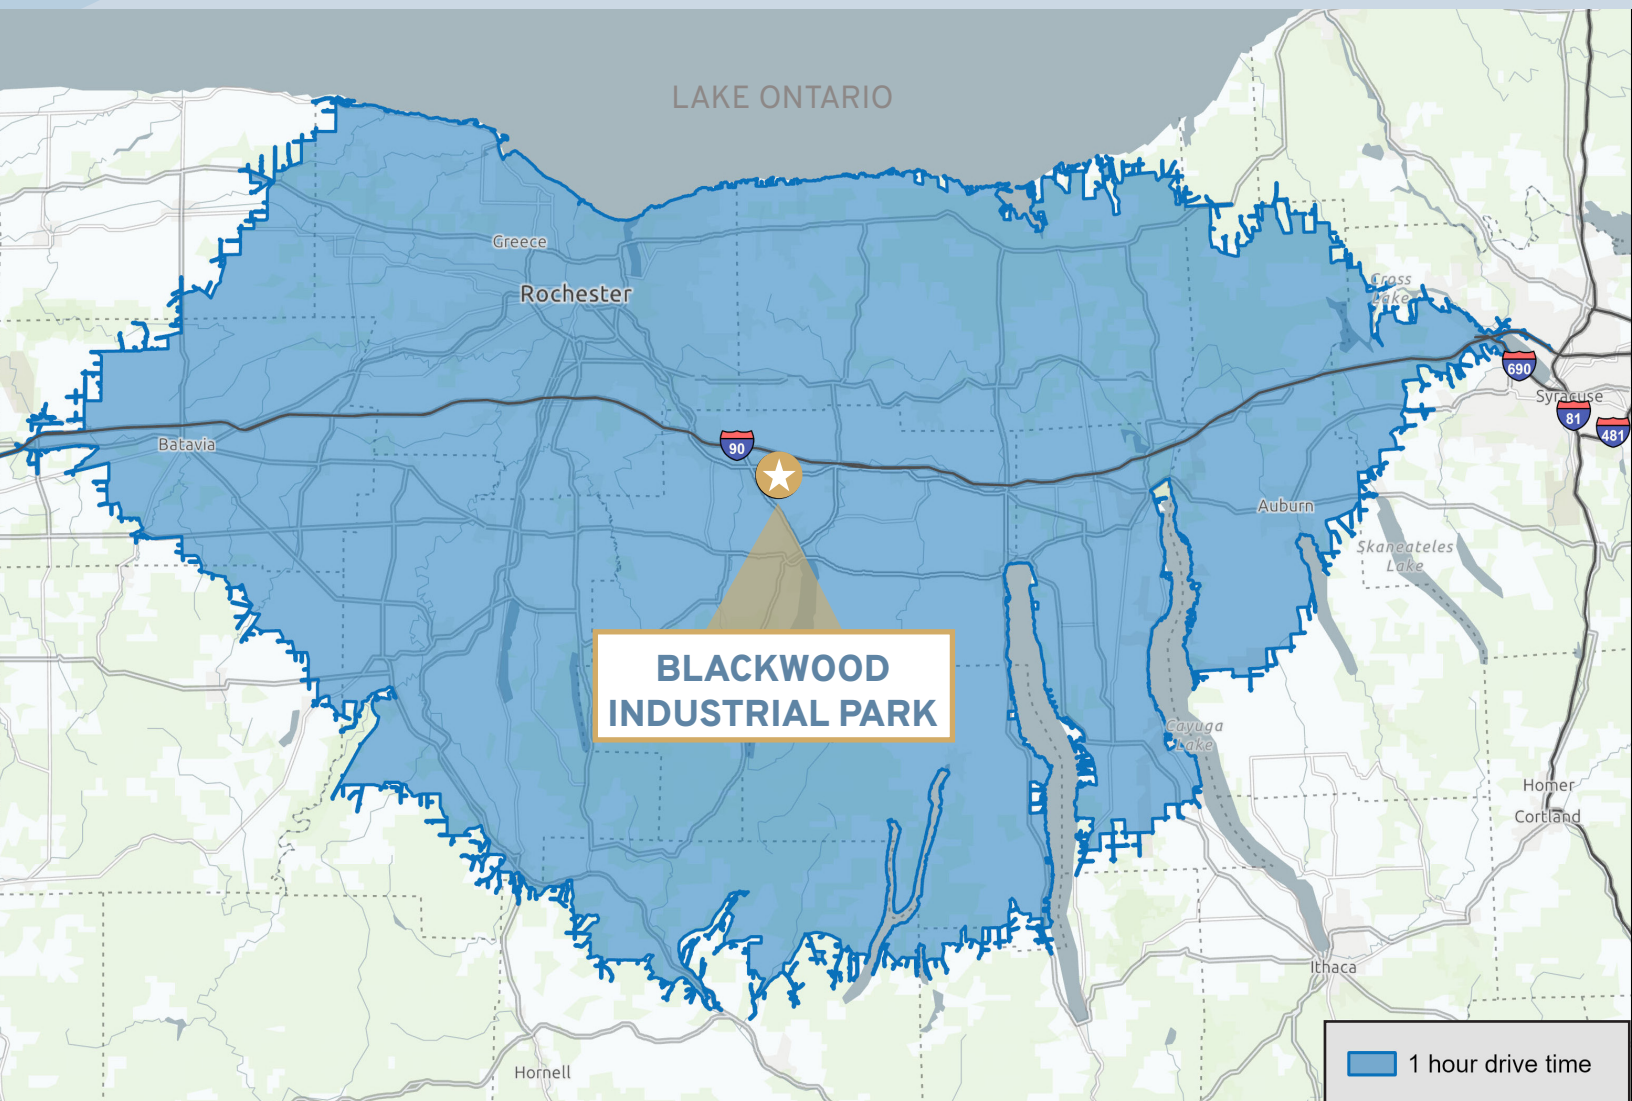 LAKE ONTARIO
Greece
Rochester
Cross
Lake
690
Syracuse
81
481
90
Batavia
Auburn
Skaneateles
Lake
BLACKWOOD
INDUSTRIAL PARK
Cayuga
Lake
Homer
Cortland
Ithaca
Hornell
1 hour drive time